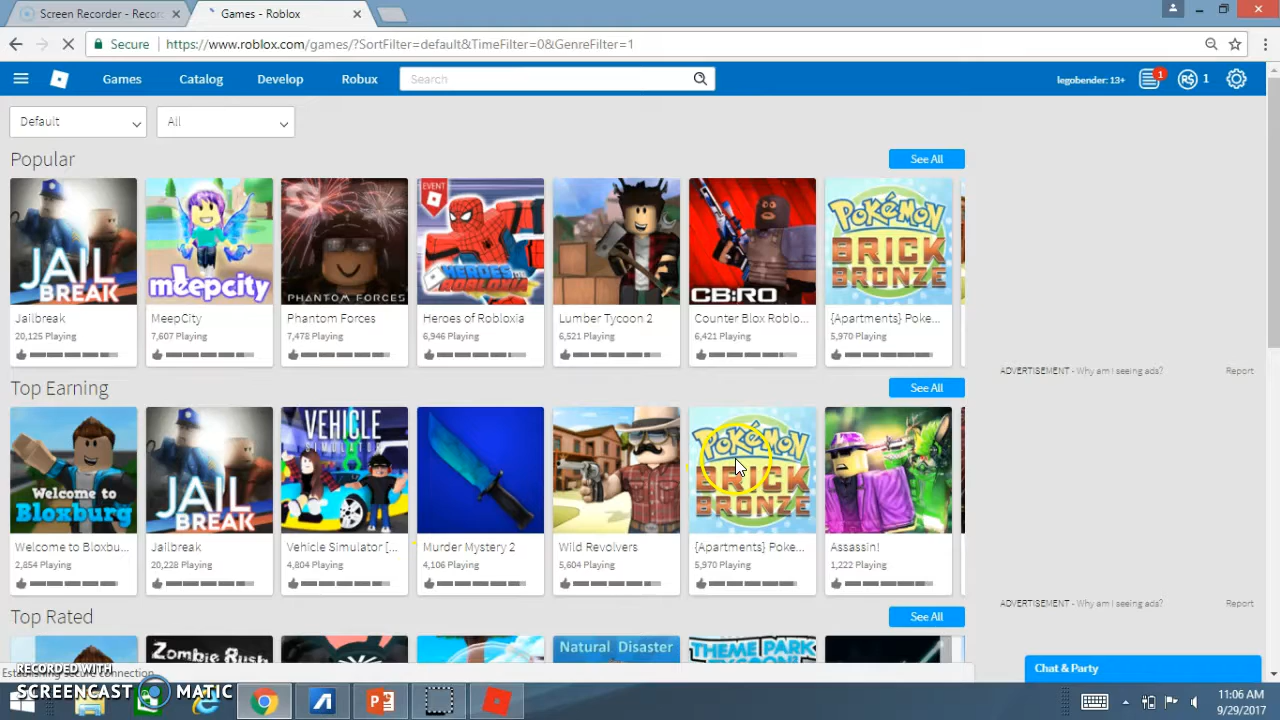 Screen Recorder - Record
Games - Roblox
Secure https://www.roblox.com/games/?SortFilter=default&TimeFilter=0&GenreFilter=1
Games Catalog Develop Robux Search legobender: 13+ 1 R$ 1
Default All
Popular See All
JAIL BREAK
meepcity
PHANTOM FORCES
EVENT
HEROES OF ROBLOXIA
CB:RO
POKéMON BRICK BRONZE
Jailbreak MeepCity Phantom Forces Heroes of Robloxia Lumber Tycoon 2 Counter Blox Roblo... {Apartments} Poke...
20,125 Playing 7,607 Playing 7,478 Playing 6,946 Playing 6,521 Playing 6,421 Playing 5,970 Playing
ADVERTISEMENT - Why am I seeing ads? Report
Top Earning See All
Welcome to Bloxburg
JAIL BREAK
VEHICLE SIMULATOR
POKéMON BRICK BRONZE
Welcome to Bloxbu... Jailbreak Vehicle Simulator [... Murder Mystery 2 Wild Revolvers {Apartments} Poke... Assassin!
2,854 Playing 20,228 Playing 4,804 Playing 4,106 Playing 5,604 Playing 5,970 Playing 1,222 Playing
ADVERTISEMENT - Why am I seeing ads? Report
Top Rated See All
Zombie Rush
Natural Disaster
THEME PARK
Chat & Party
Establishing secure connection...
RECORDED WITH
SCREENCAST MATIC
11:06 AM
9/29/2017